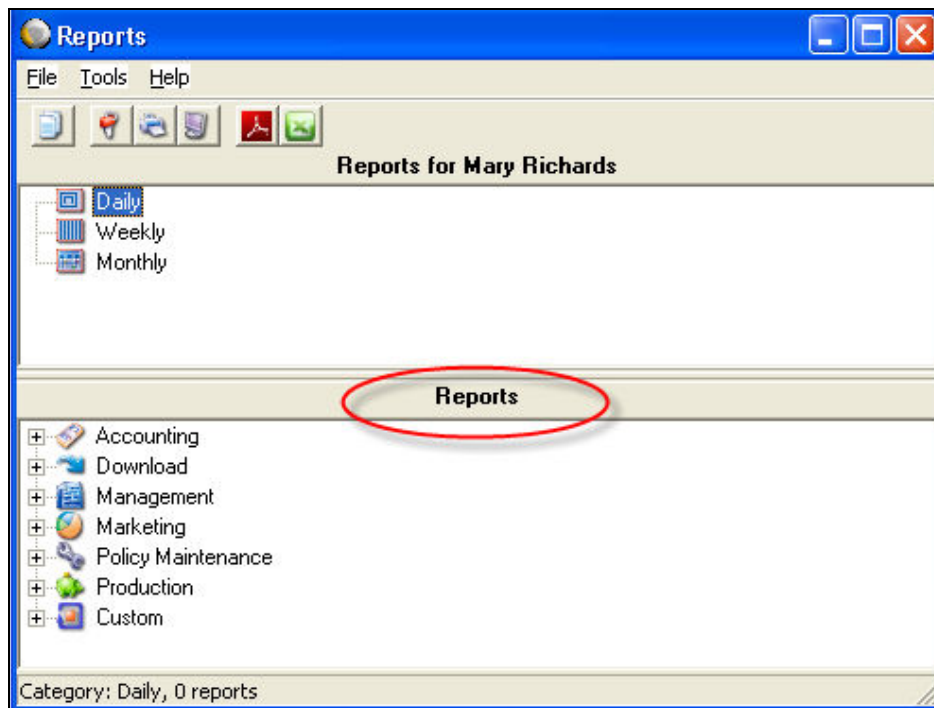 Reports
File Tools Help
Reports for Mary Richards
Daily
Weekly
Monthly
Reports
Accounting
Download
Management
Marketing
Policy Maintenance
Production
Custom
Category: Daily, 0 reports